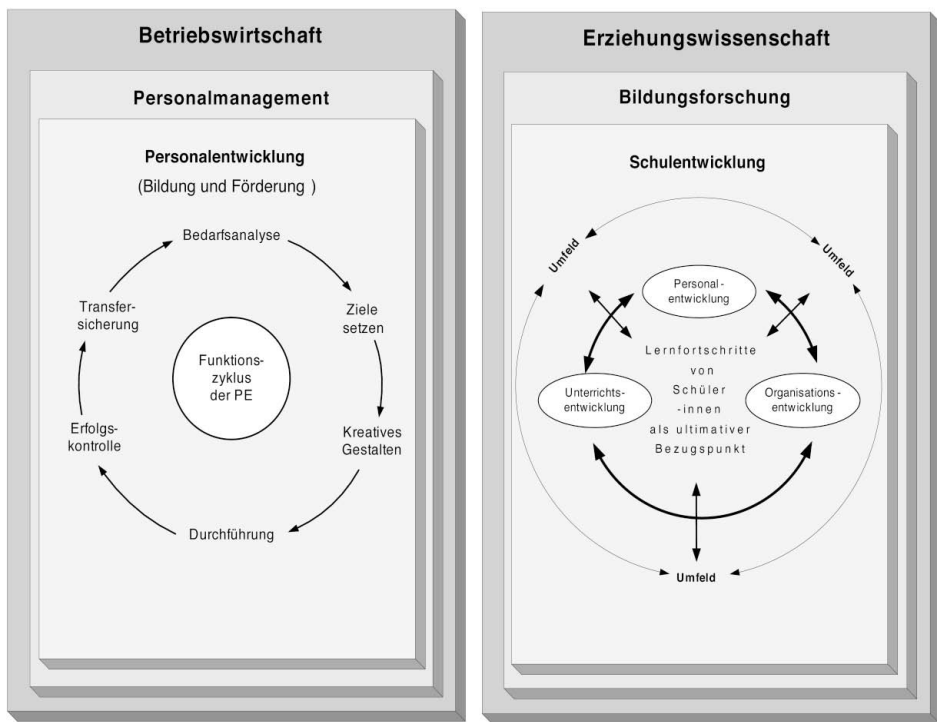 Betriebswirtschaft
Personalmanagement
Personalentwicklung
(Bildung und Förderung )
Bedarfsanalyse
Ziele
setzen
Kreatives
Gestalten
Durchführung
Erfolgs-
kontrolle
Transfer-
sicherung
Funktions-
zyklus
der PE
Erziehungswissenschaft
Bildungsforschung
Schulentwicklung
Umfeld
Umfeld
Personal-
entwicklung
Lernfortschritte
von
Schüler
-innen
als ultimativer
Bezugspunkt
Unterrichts-
entwicklung
Organisations-
entwicklung
Umfeld